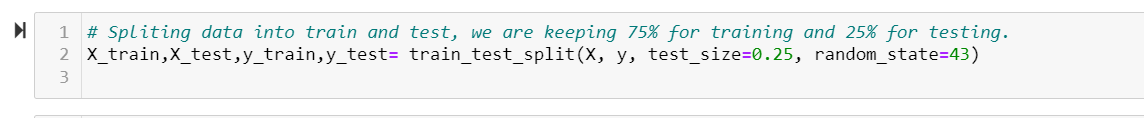 1 # Spliting data into train and test, we are keeping 75% for training and 25% for testing.
2 X_train,X_test,y_train,y_test= train_test_split(X, y, test_size=0.25, random_state=43)
3